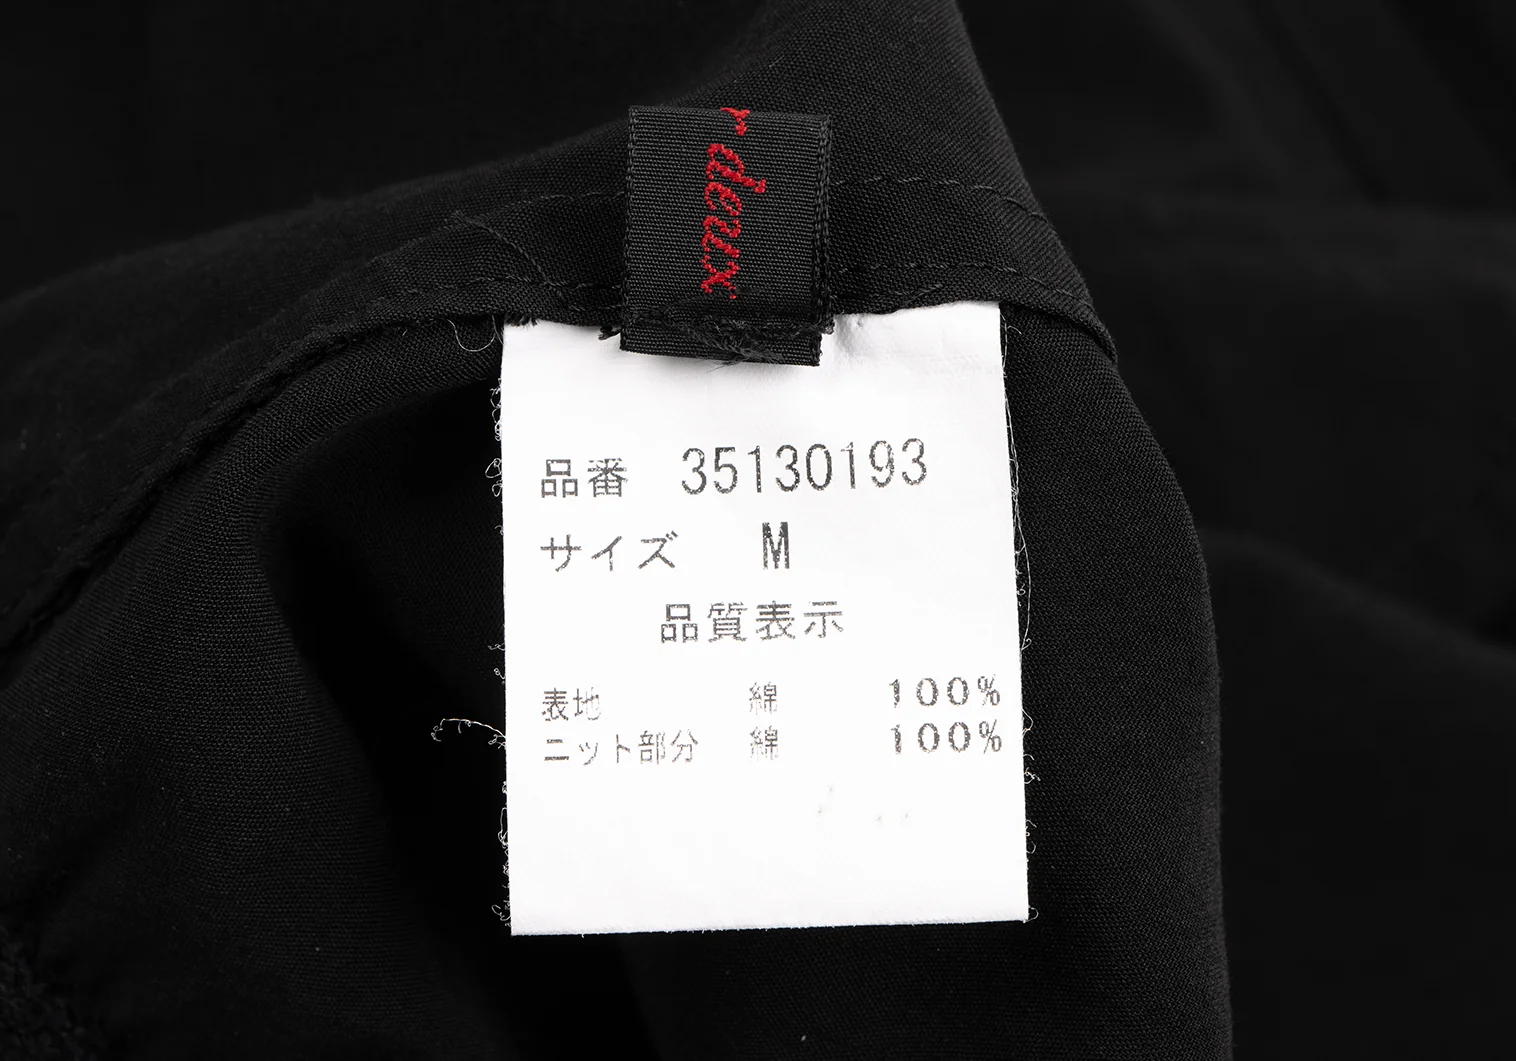 r deux
品番 35130193
サイズ M
品質表示
表地 綿 100%
ニット部分 綿 100%